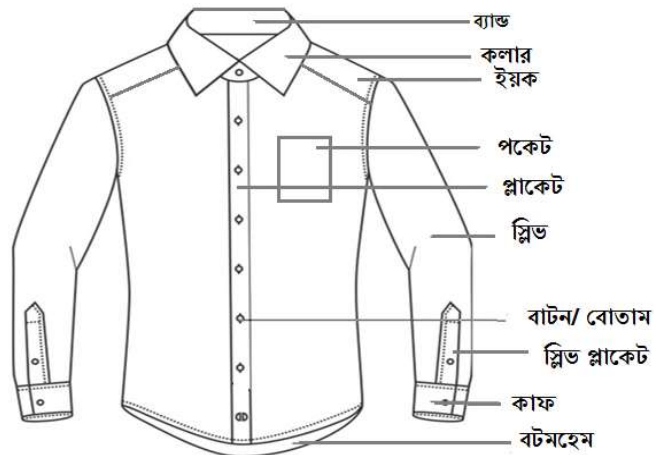 ব্যান্ড
কলার
ইয়ক
পকেট
প্লাকেট
স্লিভ
বাটন/ বোতাম
স্লিভ প্লাকেট
কাফ
বটমহেম